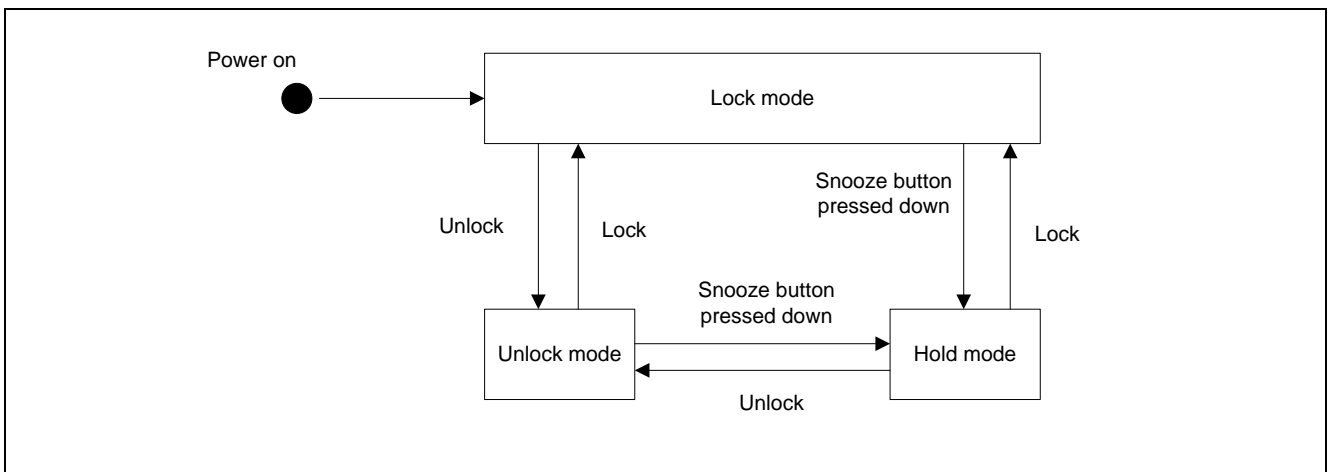 Power on
Lock mode
Snooze button
pressed down
Unlock
Lock
Lock
Snooze button
pressed down
Unlock mode
Hold mode
Unlock